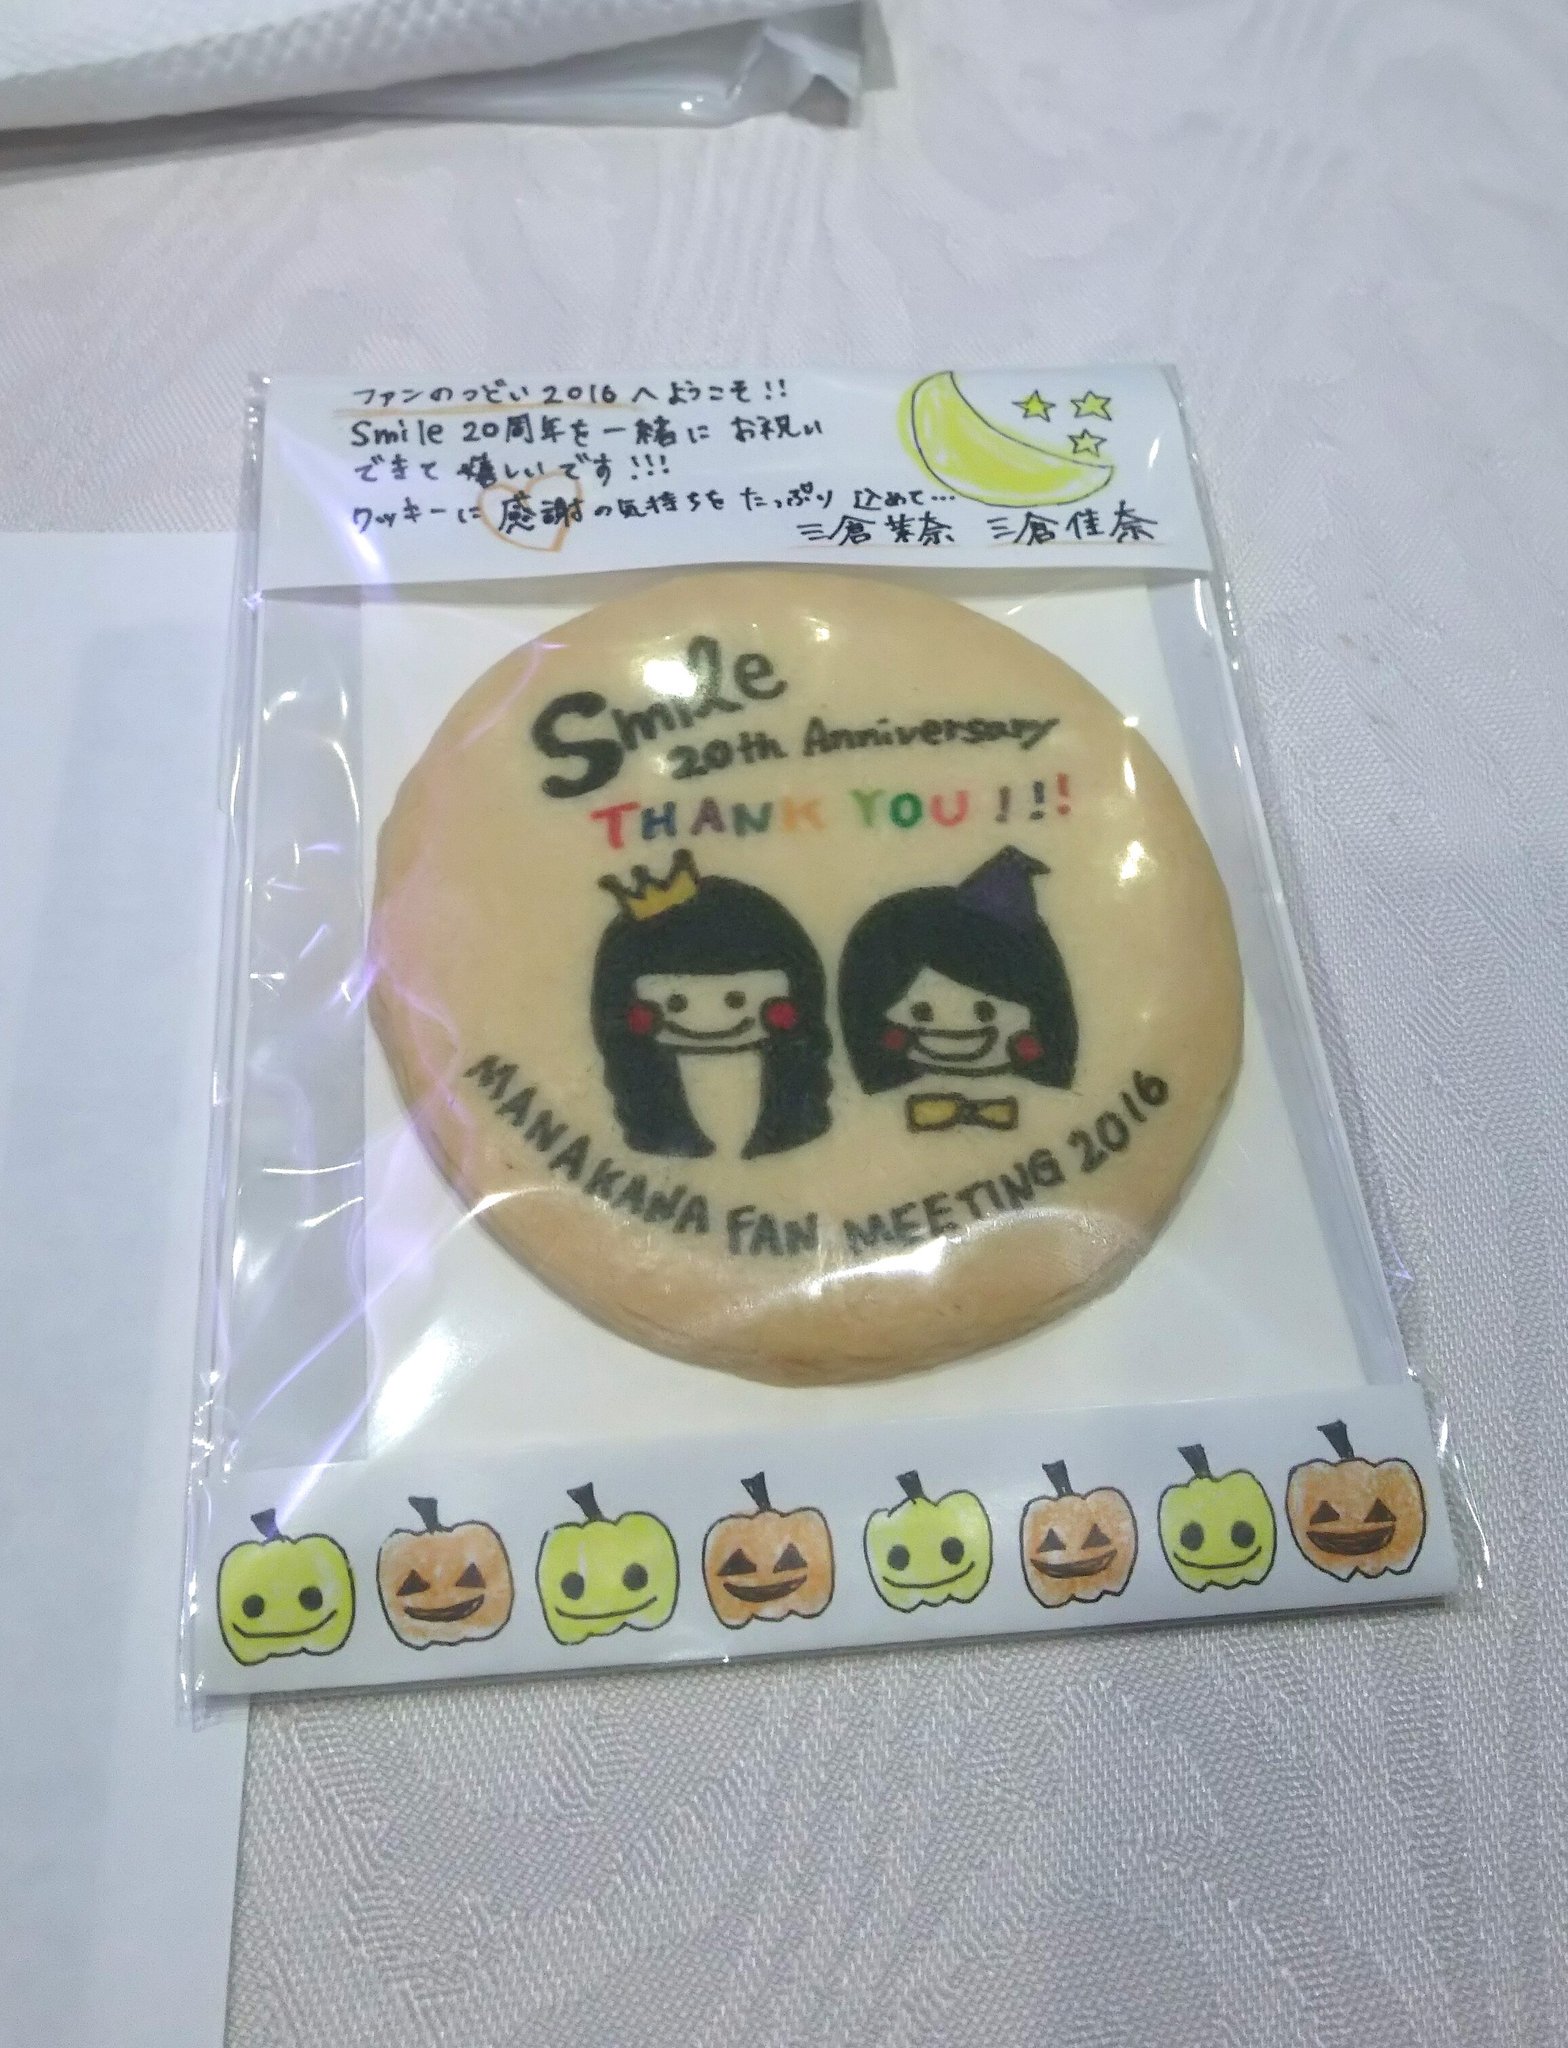 ファンのつどい2016へようこそ!!
Smile 20周年を一緒にお祝い
できて嬉しいです!!!
クッキーに感謝の気持ちをたっぷり込めて…
三倉茉奈 三倉佳奈
Smile
20th Anniversary
THANK YOU!!!
MANAKANA FAN MEETING 2016